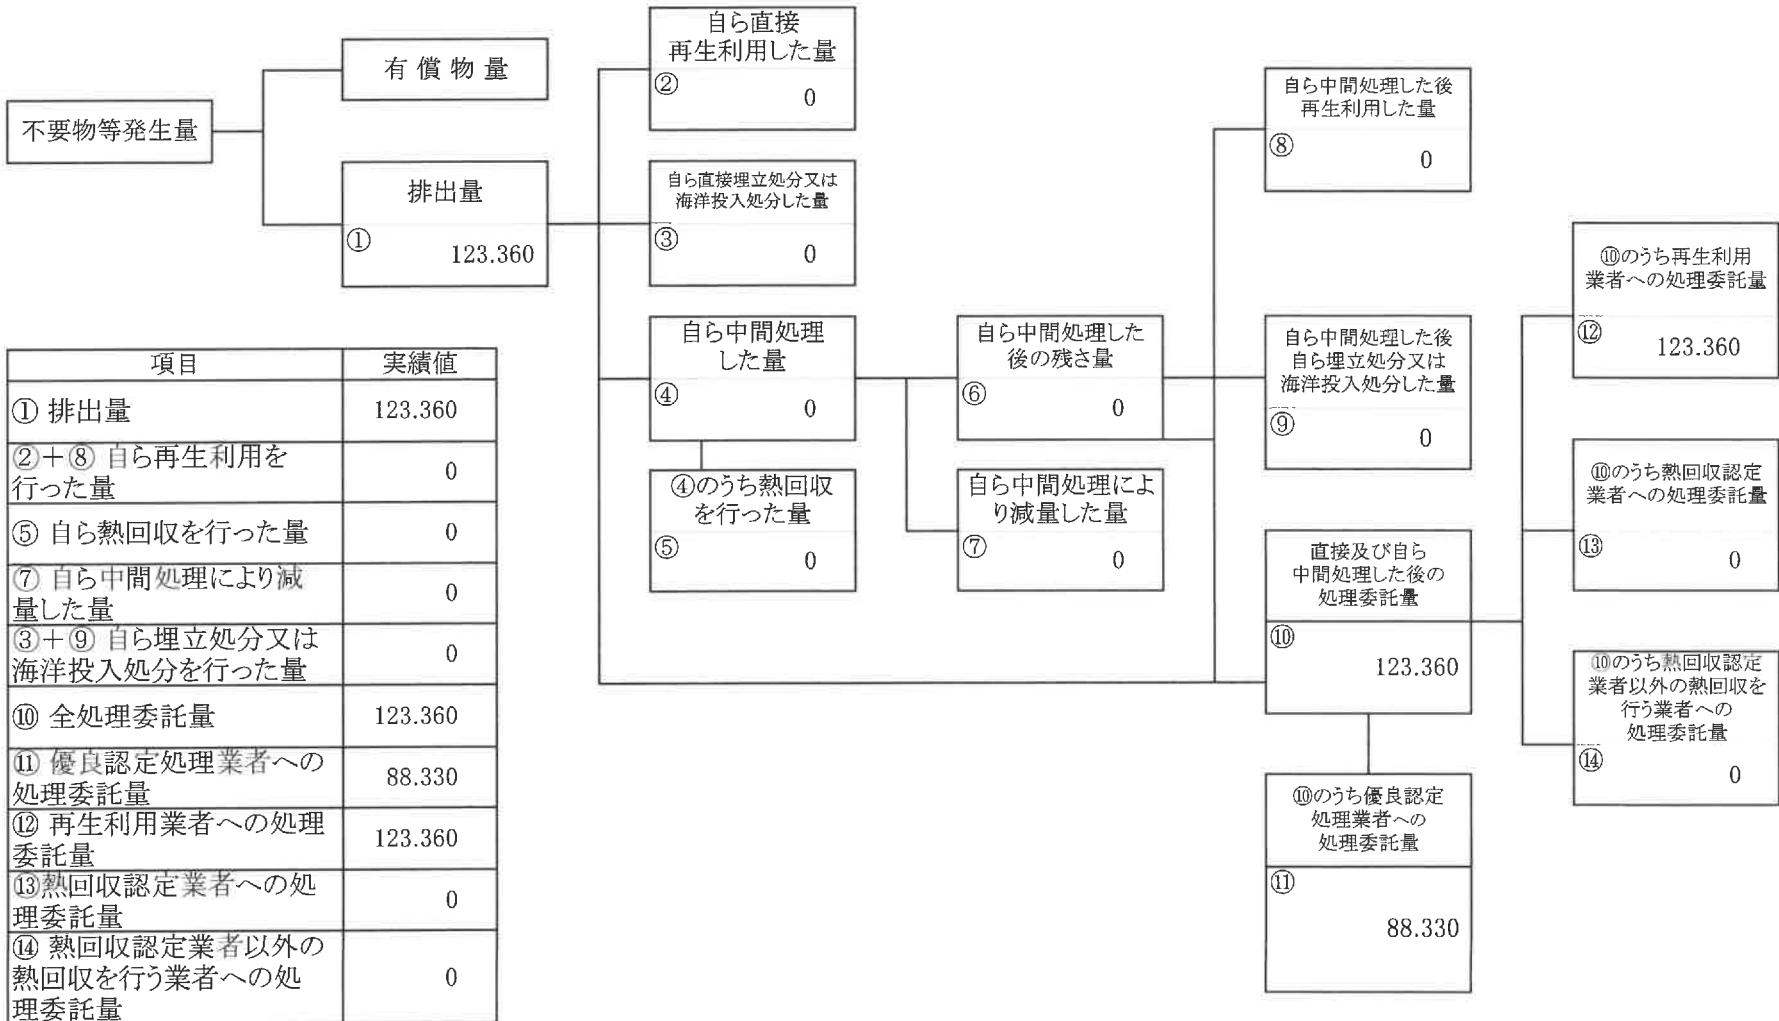 不要物等発生量
有償物量
排出量
①
123.360
自ら直接
再生利用した量
②
0
自ら直接埋立処分又は
海洋投入処分した量
③
0
自ら中間処理
した量
④
0
④のうち熱回収
を行った量
⑤
0
自ら中間処理した
後の残さ量
⑥
0
自ら中間処理によ
り減量した量
⑦
0
自ら中間処理した後
再生利用した量
⑧
0
自ら中間処理した後
自ら埋立処分又は
海洋投入処分した量
⑨
0
直接及び自ら
中間処理した後の
処理委託量
⑩
123.360
⑩のうち優良認定
処理業者への
処理委託量
⑪
88.330
⑩のうち再生利用
業者への処理委託量
⑫
123.360
⑩のうち熱回収認定
業者への処理委託量
⑬
0
⑩のうち熱回収認定
業者以外の熱回収を
行う業者への
処理委託量
⑭
0
項目 実績値
① 排出量 123.360
②+⑧ 自ら再生利用を
行った量
0
⑤ 自ら熱回収を行った量 0
⑦ 自ら中間処理により減
量した量
0
③+⑨ 自ら埋立処分又は
海洋投入処分を行った量
0
⑩ 全処理委託量 123.360
⑪ 優良認定処理業者への
処理委託量
88.330
⑫ 再生利用業者への処理
委託量
123.360
⑬熱回収認定業者への処
理委託量
0
⑭ 熱回収認定業者以外の
熱回収を行う業者への処
理委託量
0